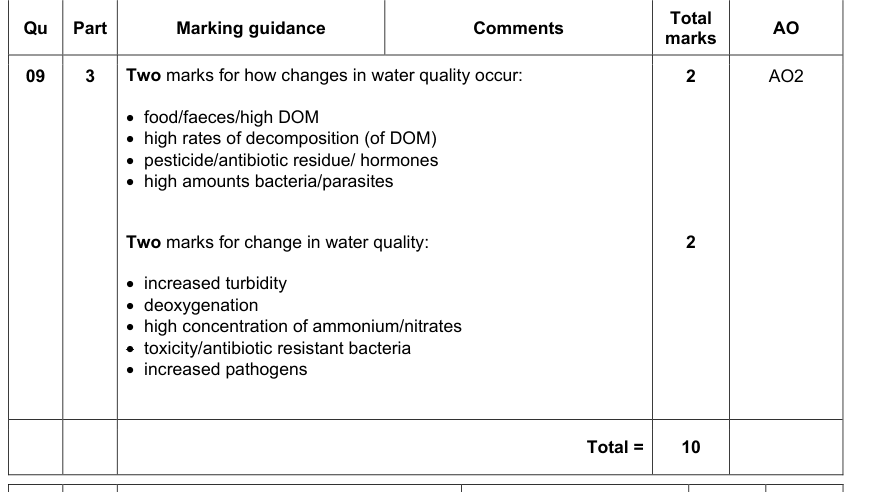 Qu Part Marking guidance Comments Total marks AO
09 3 Two marks for how changes in water quality occur: 2 AO2
• food/faeces/high DOM
• high rates of decomposition (of DOM)
• pesticide/antibiotic residue/ hormones
• high amounts bacteria/parasites
Two marks for change in water quality: 2
• increased turbidity
• deoxygenation
• high concentration of ammonium/nitrates
• toxicity/antibiotic resistant bacteria
• increased pathogens
Total = 10